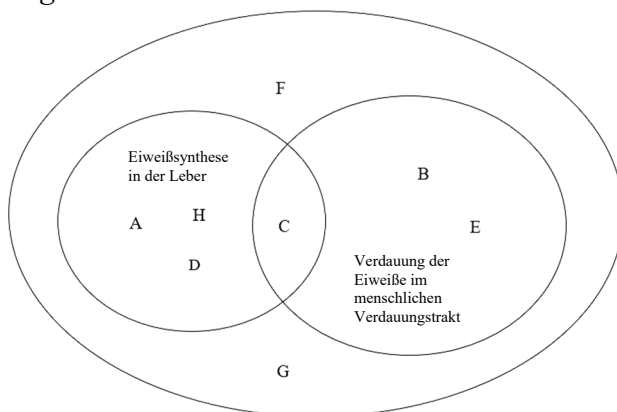 F
Eiweißsynthese
in der Leber
B
A
H
C
E
D
Verdauung der
Eiweiße im
menschlichen
Verdauungstrakt
G